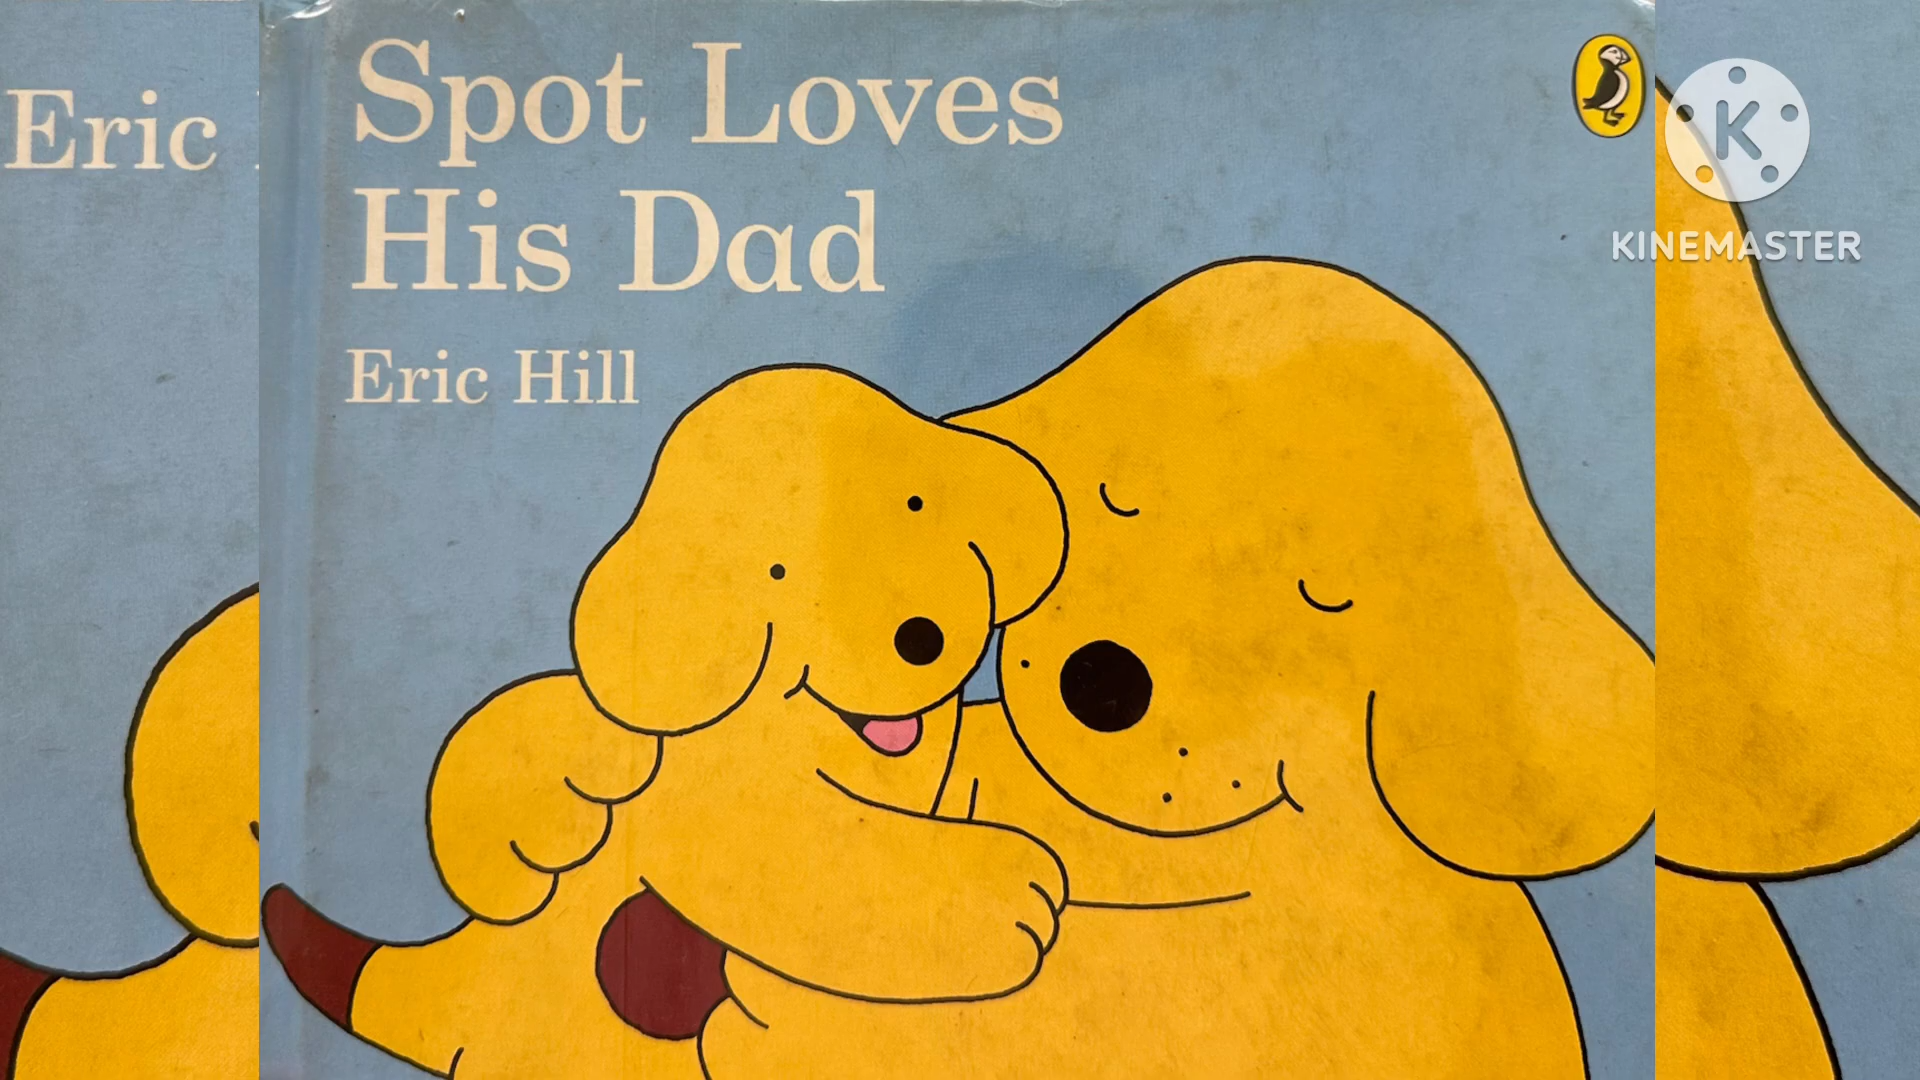 Spot Loves
His Dad
Eric Hill
Eric
K
KINEMASTER